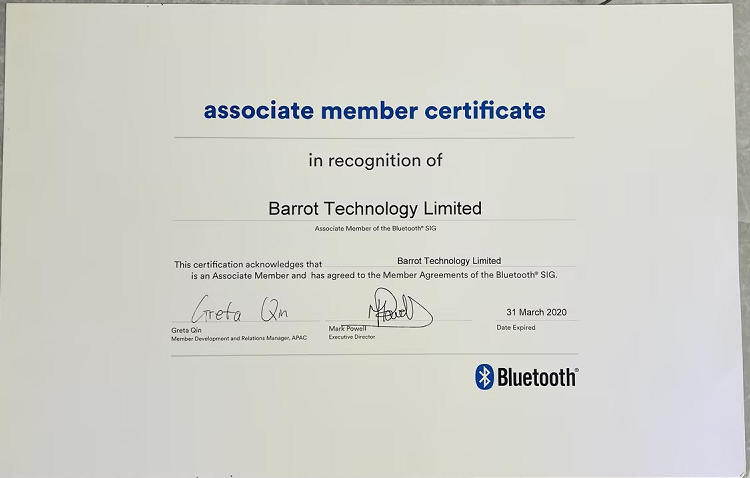 associate member certificate
in recognition of
Barrot Technology Limited
Associate Member of the Bluetooth® SIG
This certification acknowledges that Barrot Technology Limited
is an Associate Member and has agreed to the Member Agreements of the Bluetooth® SIG.
Greta Qin
MPowell
31 March 2020
Greta Qin
Mark Powell
Date Expired
Member Development and Relations Manager, APAC
Executive Director
Bluetooth®